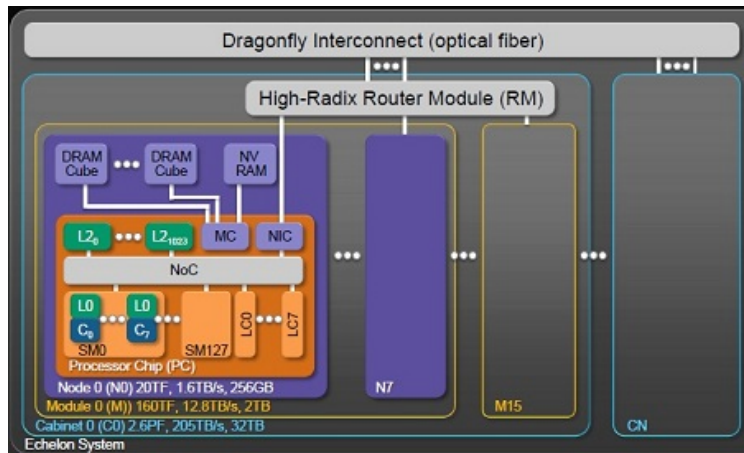 Dragonfly Interconnect (optical fiber)
High-Radix Router Module (RM)
DRAM Cube
DRAM Cube
NV RAM
L2₀
L2₁₀₂₃
MC
NIC
NoC
L0
L0
C₀
C₇
SM0
SM127
LC0
LC7
Processor Chip (PC)
Node 0 (N0) 20TF, 1.6TB/s, 256GB
N7
Module 0 (M)) 160TF, 12.8TB/s, 2TB
M15
Cabinet 0 (C0) 2.6PF, 205TB/s, 32TB
CN
Echelon System